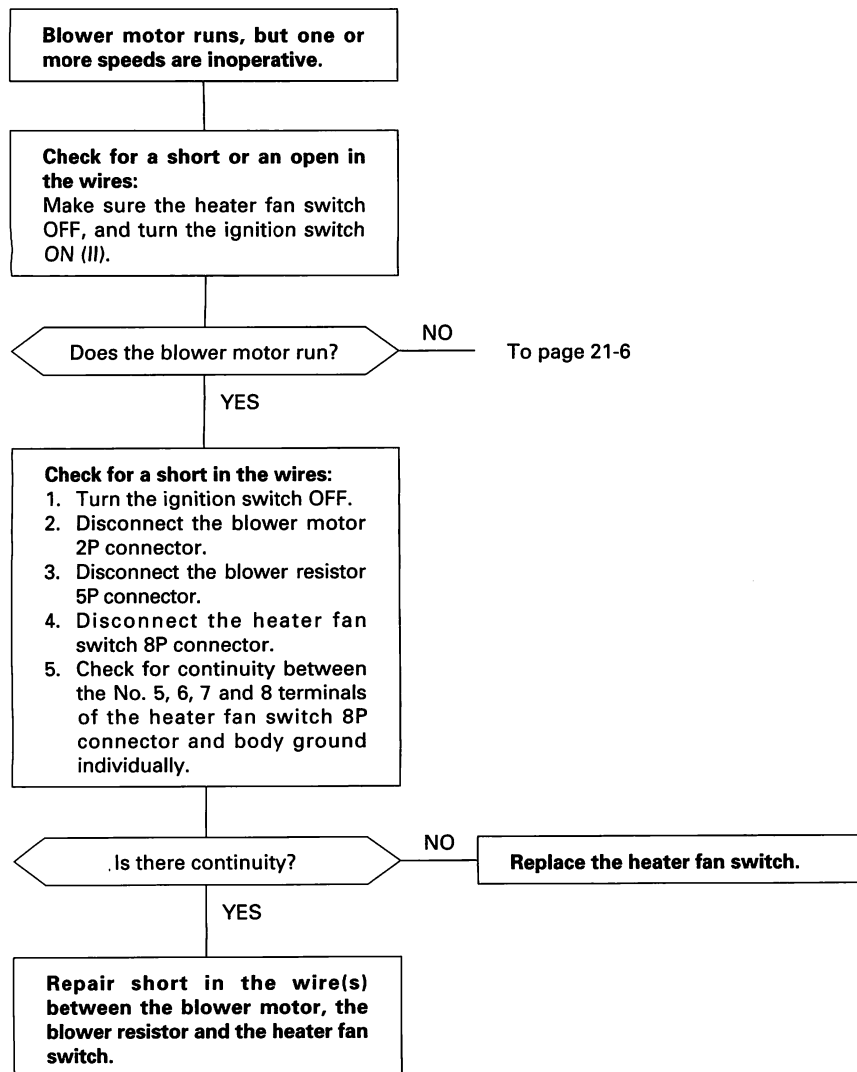 Blower motor runs, but one or
more speeds are inoperative.
Check for a short or an open in
the wires:
Make sure the heater fan switch
OFF, and turn the ignition switch
ON (II).
Does the blower motor run?
NO
To page 21-6
YES
Check for a short in the wires:
1. Turn the ignition switch OFF.
2. Disconnect the blower motor
2P connector.
3. Disconnect the blower resistor
5P connector.
4. Disconnect the heater fan
switch 8P connector.
5. Check for continuity between
the No. 5, 6, 7 and 8 terminals
of the heater fan switch 8P
connector and body ground
individually.
Is there continuity?
NO
Replace the heater fan switch.
YES
Repair short in the wire(s)
between the blower motor, the
blower resistor and the heater fan
switch.